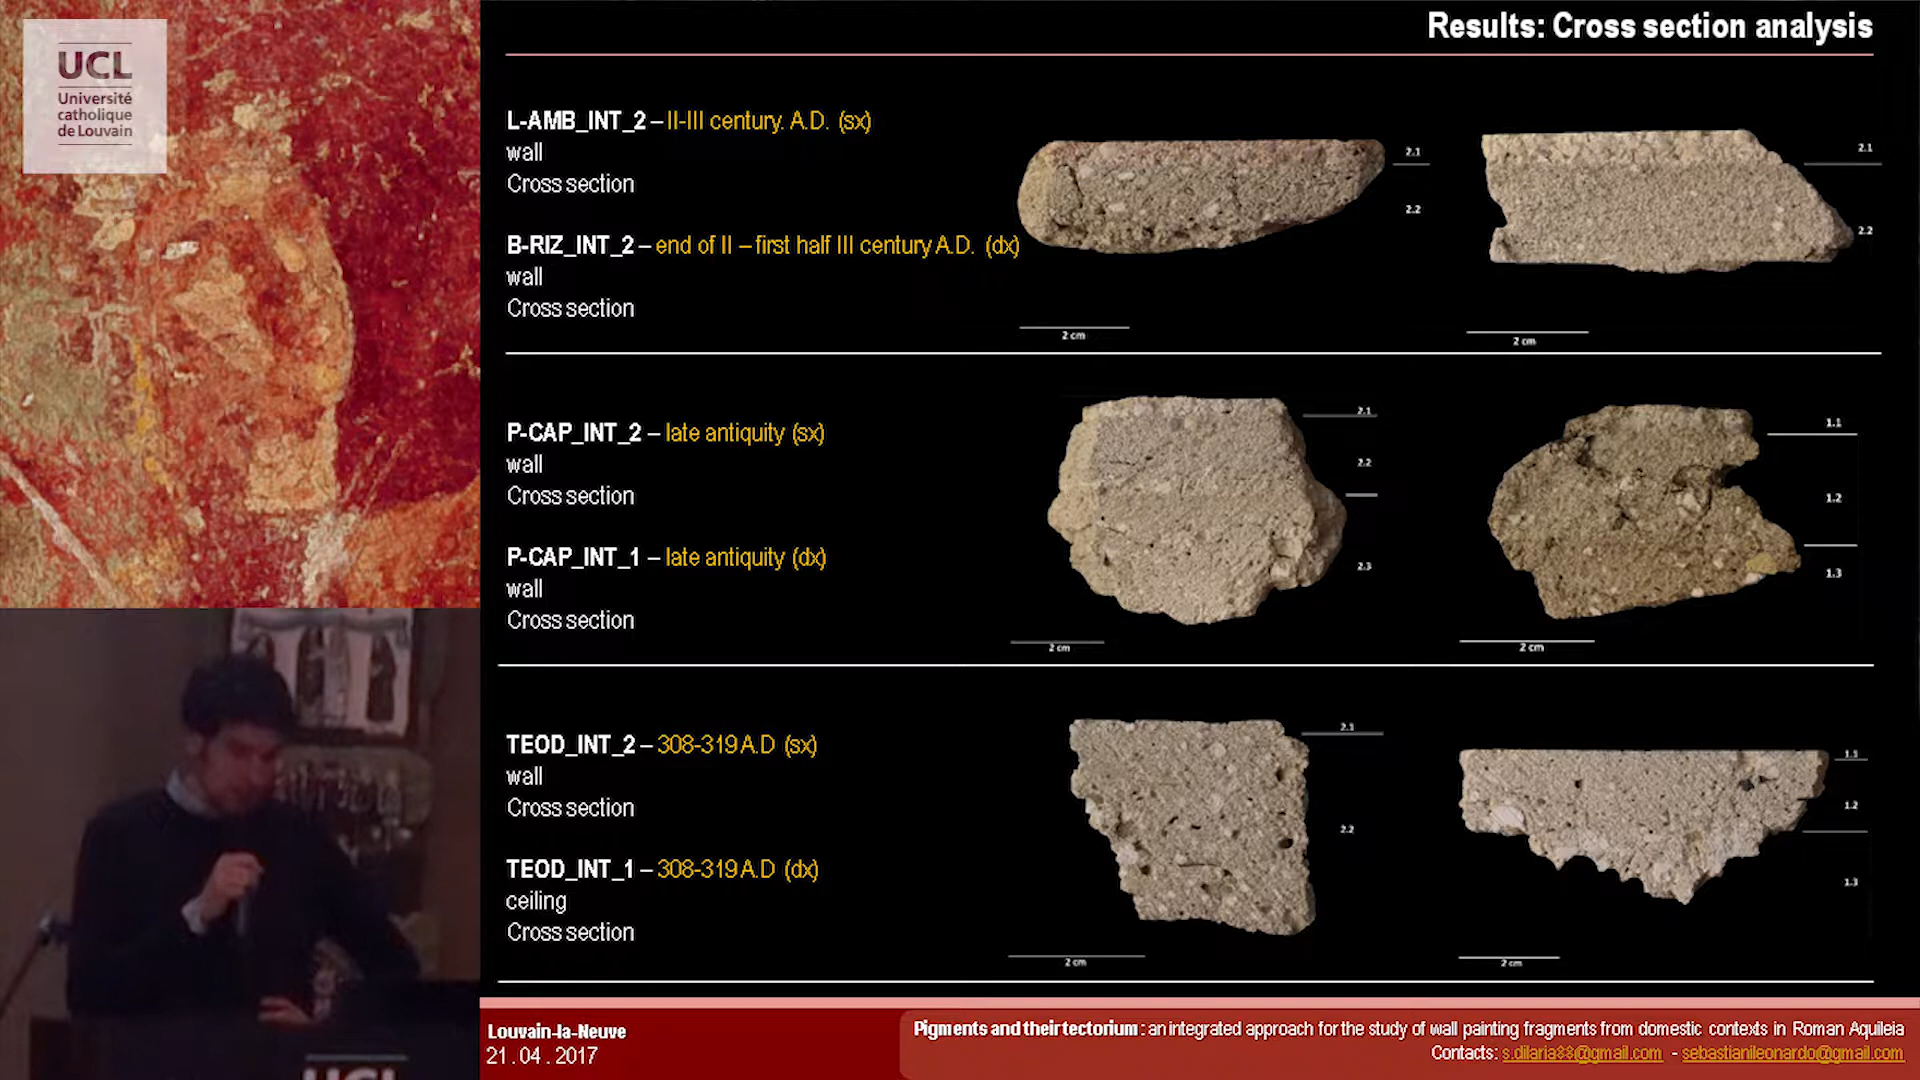 UCL
Université
catholique
de Louvain
Results: Cross section analysis
L-AMB_INT_2 – II-III century. A.D. (sx)
wall
Cross section
B-RIZ_INT_2 – end of II – first half III century A.D. (dx)
wall
Cross section
2.1
2.2
2 cm
2.1
2.2
2 cm
P-CAP_INT_2 – late antiquity (sx)
wall
Cross section
P-CAP_INT_1 – late antiquity (dx)
wall
Cross section
2.1
2.2
2.3
2 cm
1.1
1.2
1.3
2 cm
TEOD_INT_2 – 308-319 A.D (sx)
wall
Cross section
TEOD_INT_1 – 308-319 A.D (dx)
ceiling
Cross section
2.1
2.2
2 cm
1.1
1.2
1.3
2 cm
Louvain-la-Neuve
21.04.2017
Pigments and their tectorium: an integrated approach for the study of wall painting fragments from domestic contexts in Roman Aquileia
Contacts: s.dilaria88@gmail.com - sebastianileonardo@gmail.com
UCL